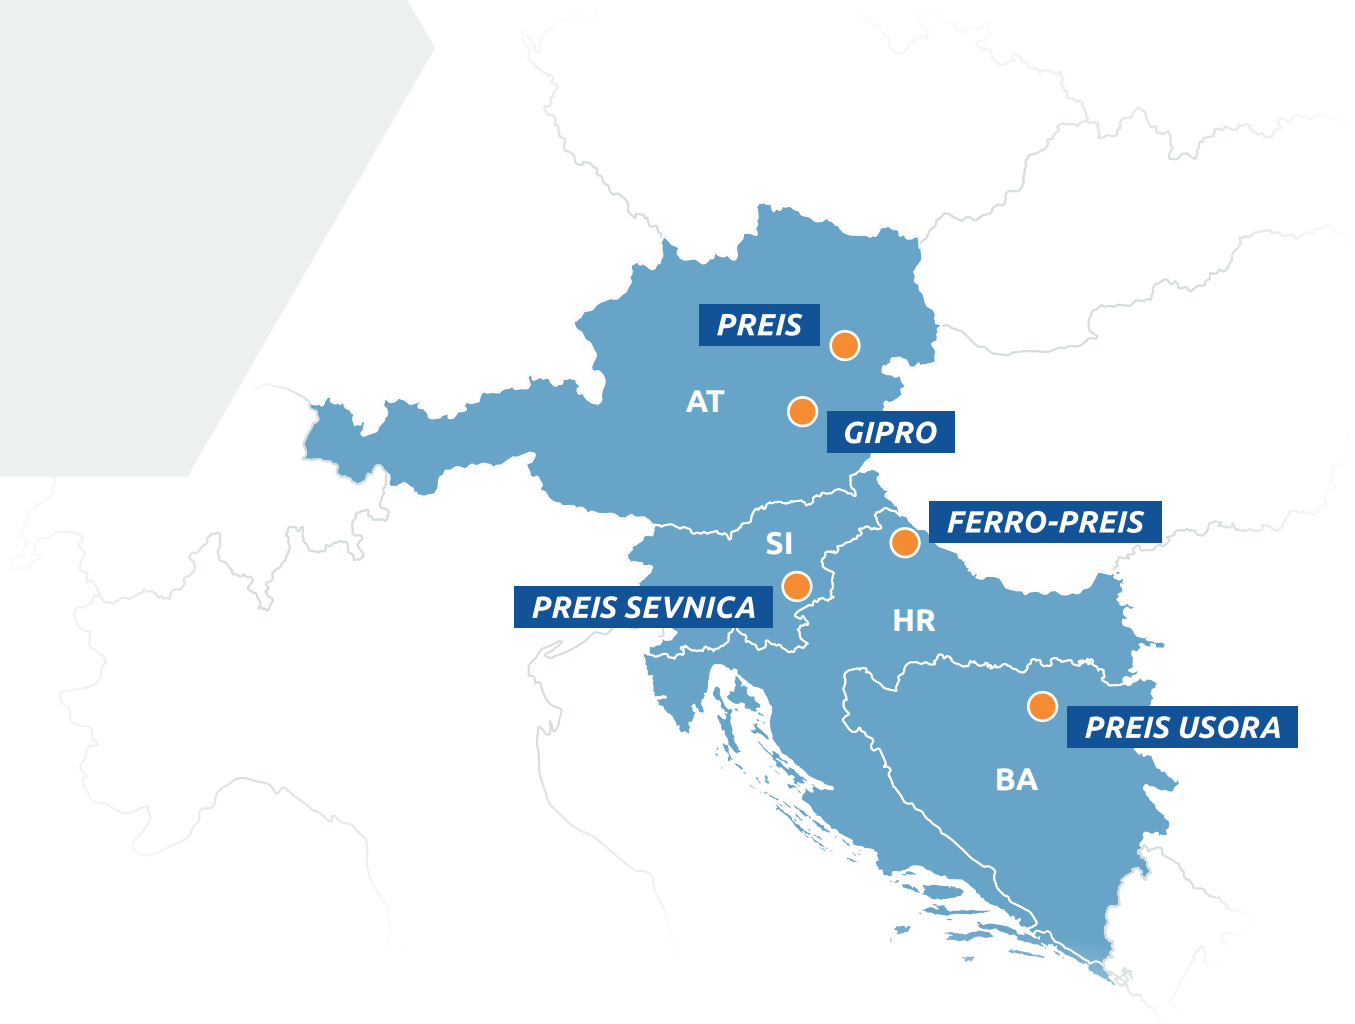 PREIS
AT
GIPRO
FERRO-PREIS
SI
PREIS SEVNICA
HR
PREIS USORA
BA